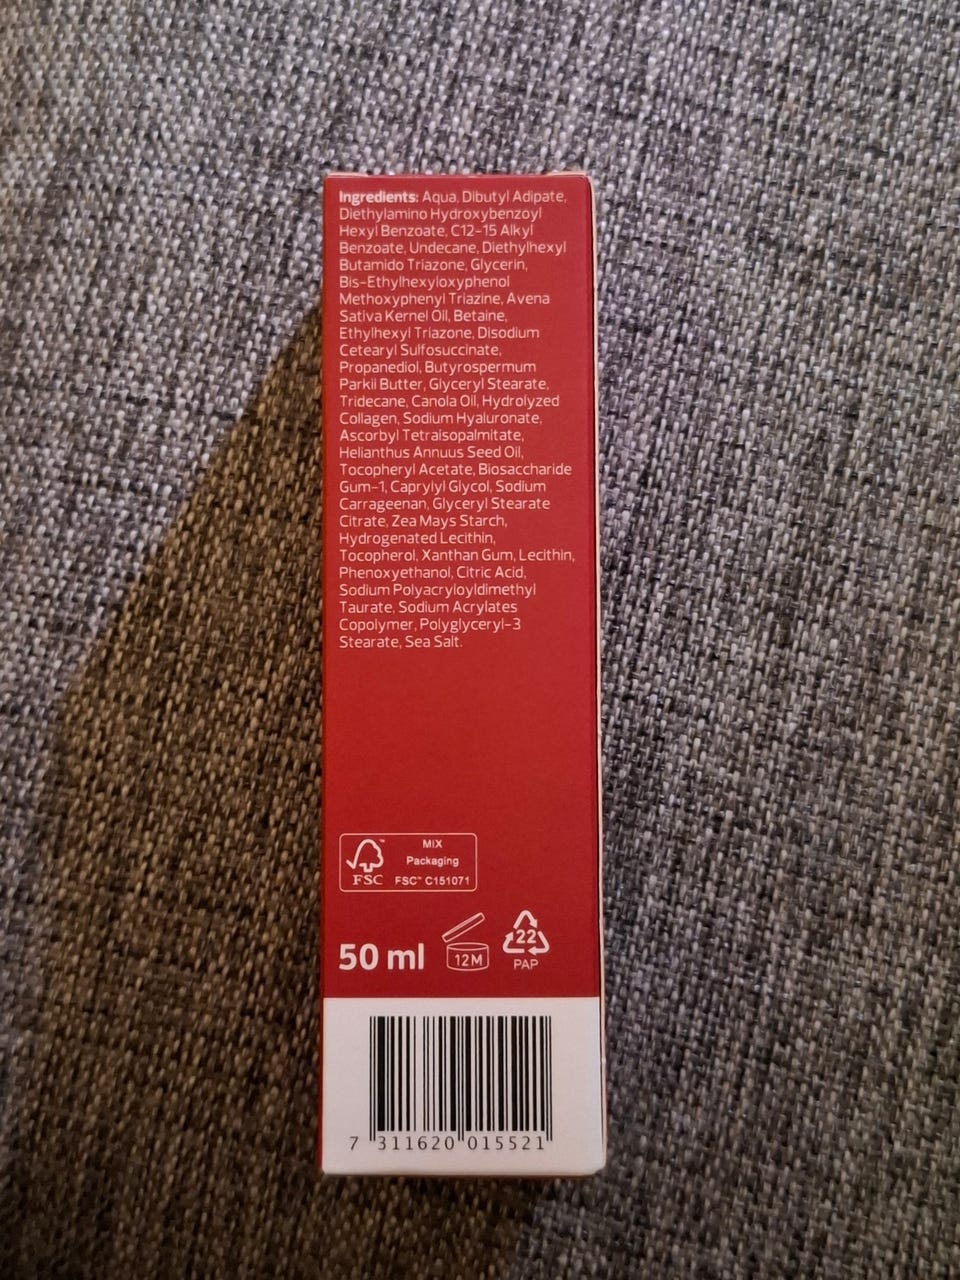 Ingredients: Aqua, Dibutyl Adipate,
Diethylamino Hydroxybenzoyl
Hexyl Benzoate, C12-15 Alkyl
Benzoate, Undecane, Diethylhexyl
Butamido Triazone, Glycerin,
Bis-Ethylhexyloxyphenol
Methoxyphenyl Triazine, Avena
Sativa Kernel Oil, Betaine,
Ethylhexyl Triazone, Disodium
Cetearyl Sulfosuccinate,
Propanediol, Butyrospermum
Parkii Butter, Glyceryl Stearate,
Tridecane, Canola Oil, Hydrolyzed
Collagen, Sodium Hyaluronate,
Ascorbyl Tetraisopalmitate,
Helianthus Annuus Seed Oil,
Tocopheryl Acetate, Biosaccharide
Gum-1, Caprylyl Glycol, Sodium
Carrageenan, Glyceryl Stearate
Citrate, Zea Mays Starch,
Hydrogenated Lecithin,
Tocopherol, Xanthan Gum, Lecithin,
Phenoxyethanol, Citric Acid,
Sodium Polyacryloyldimethyl
Taurate, Sodium Acrylates
Copolymer, Polyglyceryl-3
Stearate, Sea Salt.
MIX
Packaging
FSC™ C151071
FSC
50 ml
12M
22
PAP
7 311620 015521